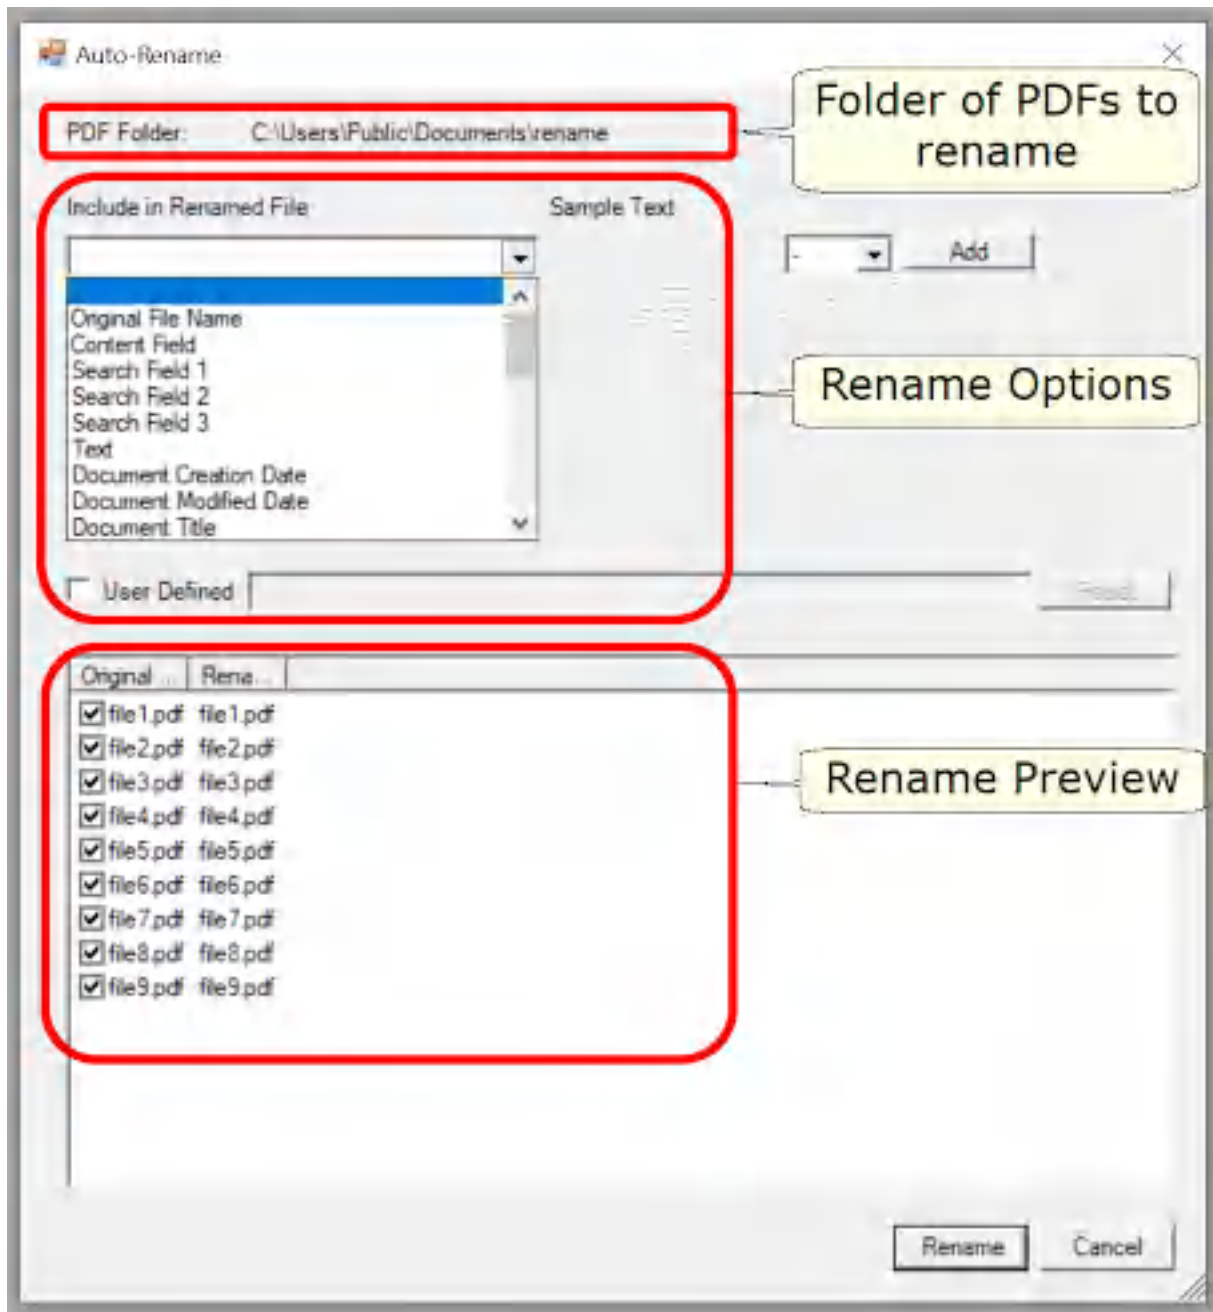 Auto-Rename
Folder of PDFs to
rename
PDF Folder: C:\Users\Public\Documents\rename
Include in Renamed File Sample Text
- Add
Original File Name
Content Field
Search Field 1
Search Field 2
Search Field 3
Text
Document Creation Date
Document Modified Date
Document Title
Rename Options
User Defined
Original ... Rena...
file1.pdf file1.pdf
file2.pdf file2.pdf
file3.pdf file3.pdf
file4.pdf file4.pdf
file5.pdf file5.pdf
file6.pdf file6.pdf
file7.pdf file7.pdf
file8.pdf file8.pdf
file9.pdf file9.pdf
Rename Preview
Rename Cancel